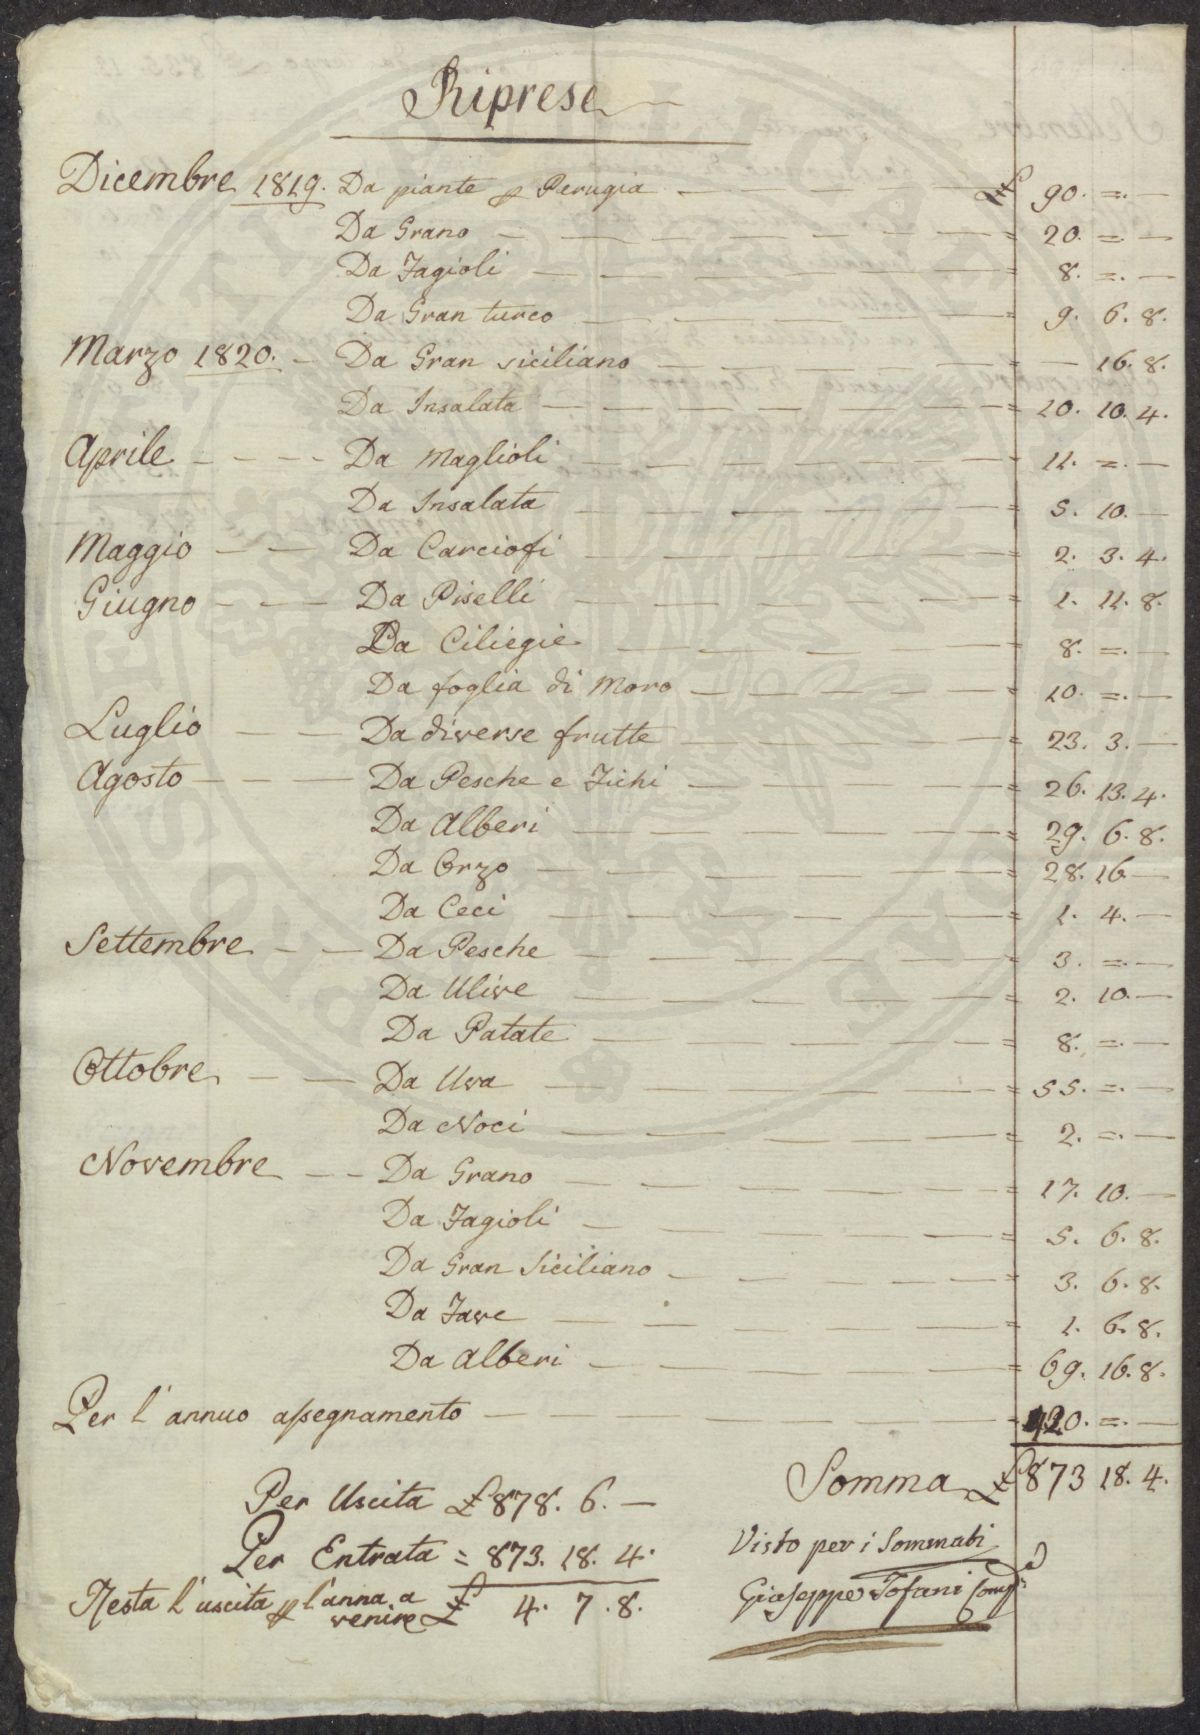 Riprese
Dicembre 1819. Da piante p Perugia — £ 90. =. —
Da Grano — = 20. =. —
Da Fagioli — 8. =. —
Da Gran turco — = 9. 6. 8.
Marzo 1820. — Da Gran siciliano — = — 16. 8.
Da Insalata — = 10. 10. 4.
Aprile — Da Maglioli — = 11. =. —
Da Insalata — = 5. 10. —
Maggio — Da Carciofi — = 2. 3. 4.
Giugno — Da Piselli — = 1. 11. 8.
Da Ciliegie — = 8. =. —
Da foglia di Moro — = 10. =. —
Luglio — Da diverse frutte — = 23. 3. —
Agosto — Da Pesche e Fichi — = 26. 13. 4.
Da Alberi — = 29. 6. 8.
Da Orzo — = 28. 16. —
Da Ceci — = 1. 4. —
Settembre — Da Pesche — = 3. =. —
Da Ulive — = 2. 10. —
Da Patate — = 8. =. —
Ottobre — Da Uva — = 55. =. —
Da Noci — = 2. =. —
Novembre — Da Grano — = 17. 10. —
Da Fagioli — = 5. 6. 8.
Da Gran Siciliano — = 3. 6. 8.
Da Fave — = 1. 6. 8.
Da Alberi — = 69. 16. 8.
Per l' annuo assegnamento — = 420. =. —
Somma £ 873 18. 4.
Per Uscita £ 878. 6. —
Per Entrata = 873. 18. 4.
Resta l'uscita p l'anno a venire £ 4. 7. 8.
Visto per i Sommati
Giuseppe Tofani